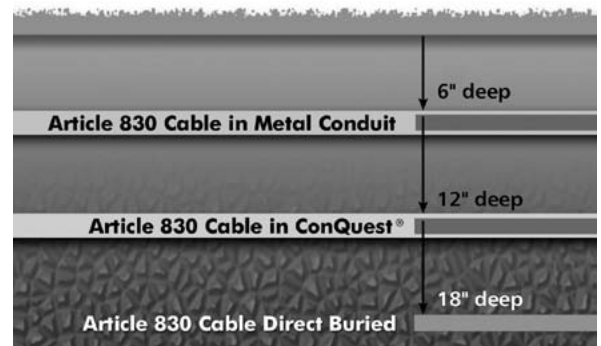 6" deep
Article 830 Cable in Metal Conduit
12" deep
Article 830 Cable in ConQuest®
18" deep
Article 830 Cable Direct Buried